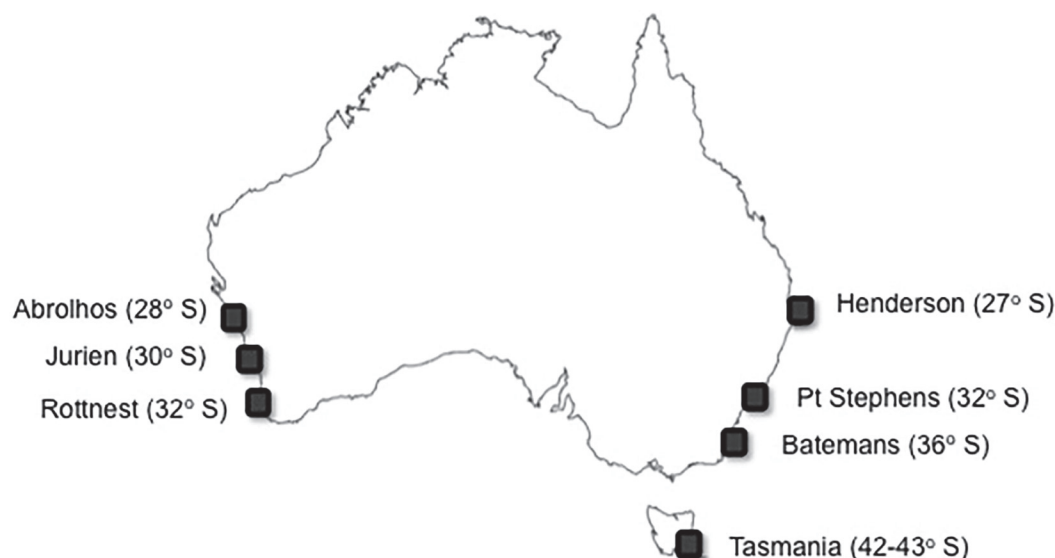 Abrolhos (28° S)
Henderson (27° S)
Jurien (30° S)
Rottnest (32° S)
Pt Stephens (32° S)
Batemans (36° S)
Tasmania (42-43° S)